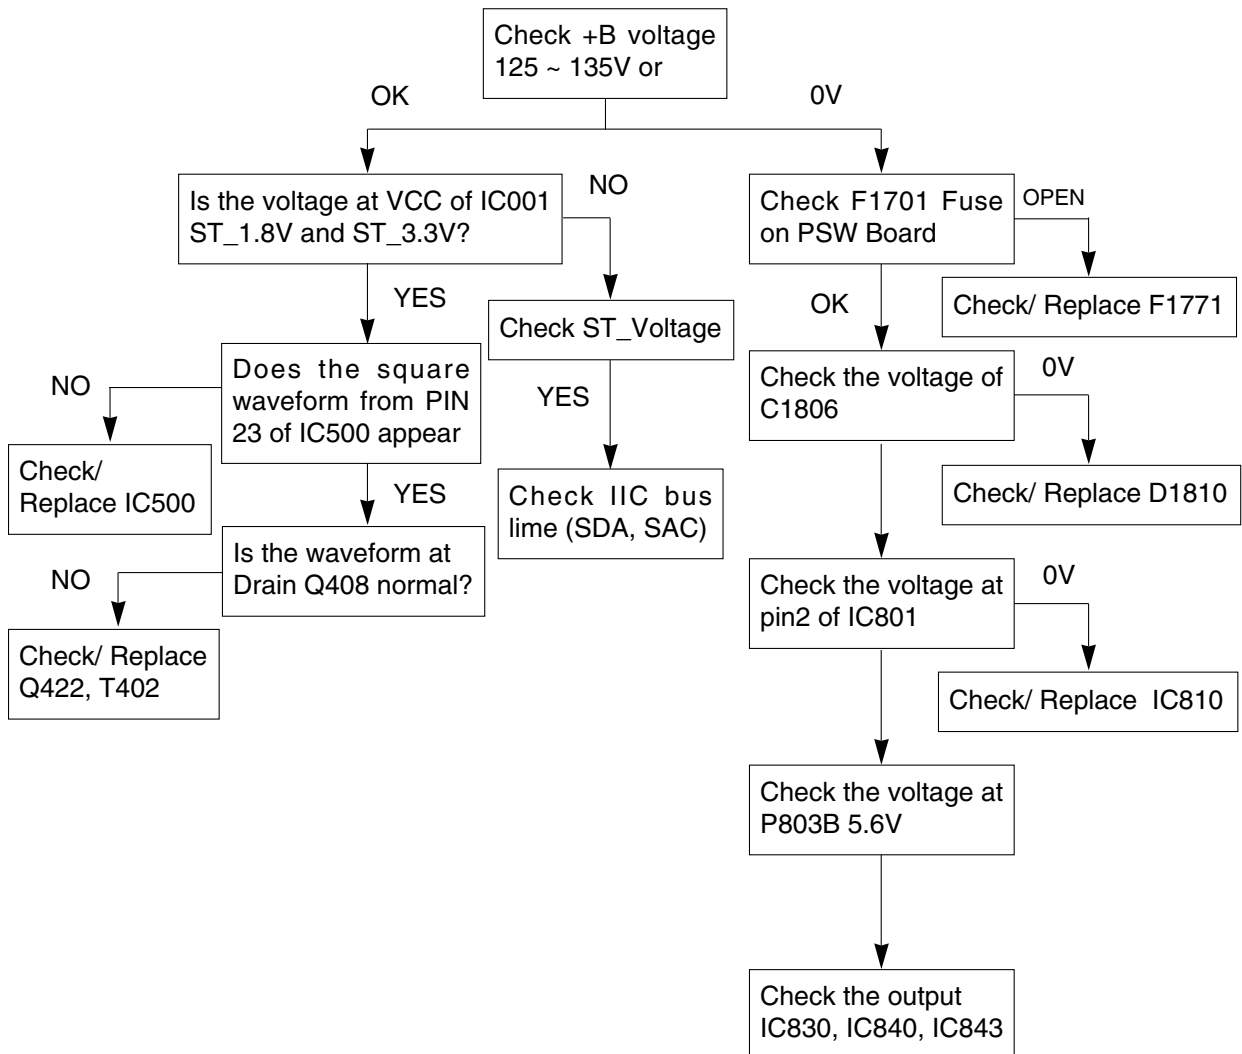 Check +B voltage
125 ~ 135V or
OK
0V
Is the voltage at VCC of IC001
ST_1.8V and ST_3.3V?
NO
Check F1701 Fuse
on PSW Board
OPEN
YES
Check ST_Voltage
OK
Check/ Replace F1771
Does the square
waveform from PIN
23 of IC500 appear
NO
YES
Check the voltage of
C1806
0V
Check/
Replace IC500
YES
Check IIC bus
lime (SDA, SAC)
Check/ Replace D1810
Is the waveform at
Drain Q408 normal?
NO
Check the voltage at
pin2 of IC801
0V
Check/ Replace
Q422, T402
Check/ Replace IC810
Check the voltage at
P803B 5.6V
Check the output
IC830, IC840, IC843